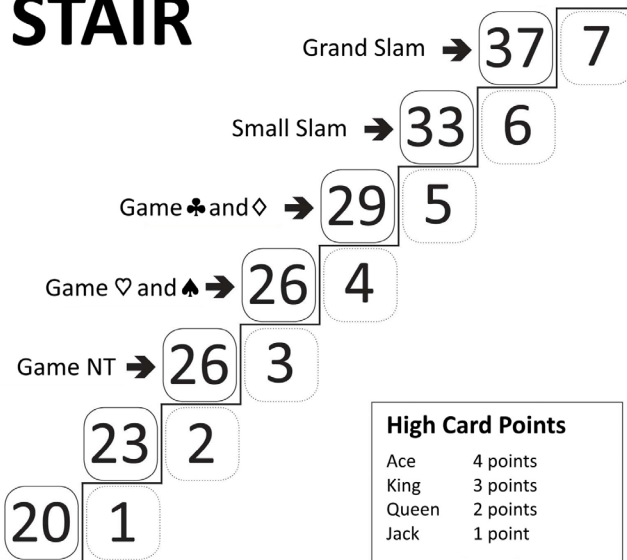 STAIR
Grand Slam ➔ 37 7
Small Slam ➔ 33 6
Game ♣ and ♢ ➔ 29 5
Game ♡ and ♠ ➔ 26 4
Game NT ➔ 26 3
23 2
20 1
High Card Points
Ace 4 points
King 3 points
Queen 2 points
Jack 1 point